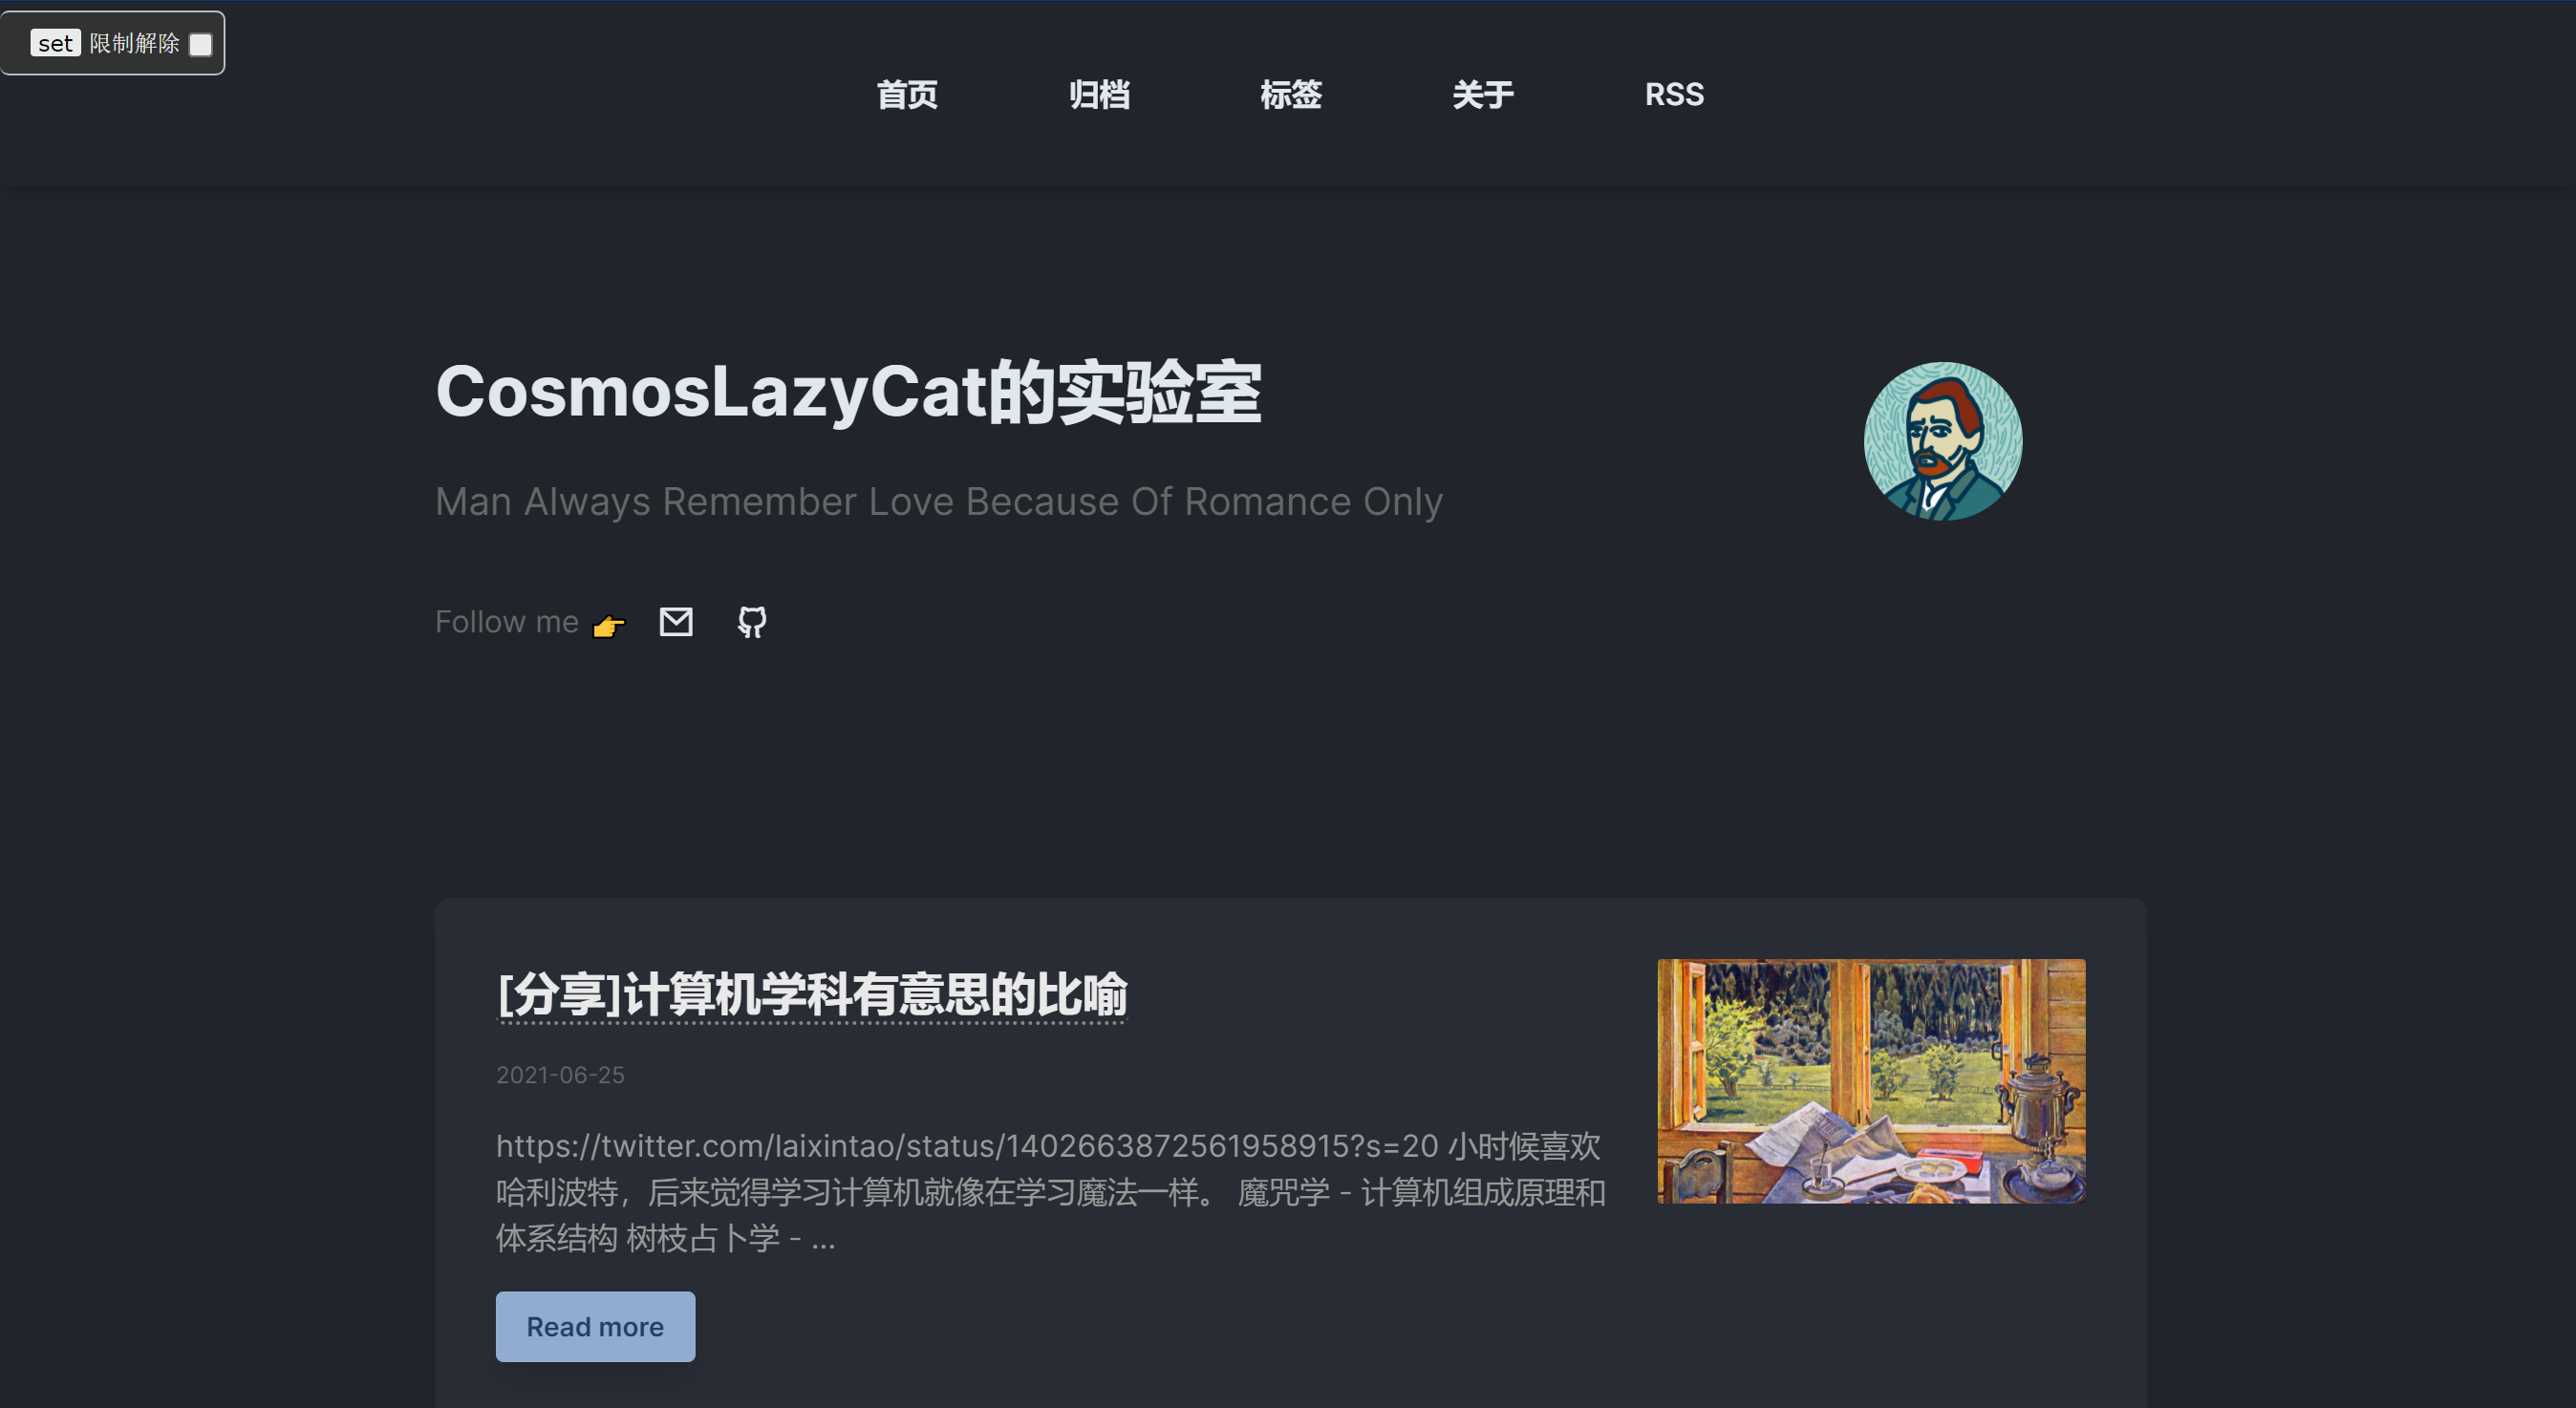 set 限制解除
首页 归档 标签 关于 RSS
CosmosLazyCat的实验室
Man Always Remember Love Because Of Romance Only
Follow me 👉
[分享]计算机学科有意思的比喻
2021-06-25
https://twitter.com/laixintao/status/1402663872561958915?s=20 小时候喜欢
哈利波特，后来觉得学习计算机就像在学习魔法一样。 魔咒学 - 计算机组成原理和
体系结构 树枝占卜学 - ...
Read more